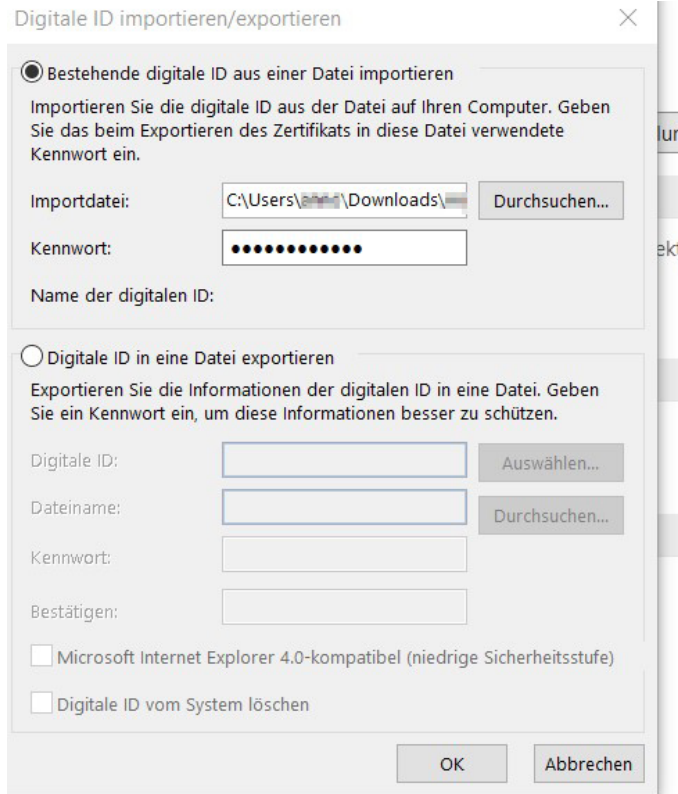 Digitale ID importieren/exportieren
Bestehende digitale ID aus einer Datei importieren
Importieren Sie die digitale ID aus der Datei auf Ihren Computer. Geben
Sie das beim Exportieren des Zertifikats in diese Datei verwendete
Kennwort ein.
Importdatei: C:\Users\ \Downloads\ Durchsuchen...
Kennwort: ●●●●●●●●●●●●
Name der digitalen ID:
Digitale ID in eine Datei exportieren
Exportieren Sie die Informationen der digitalen ID in eine Datei. Geben
Sie ein Kennwort ein, um diese Informationen besser zu schützen.
Digitale ID: Auswählen...
Dateiname: Durchsuchen...
Kennwort:
Bestätigen:
Microsoft Internet Explorer 4.0-kompatibel (niedrige Sicherheitsstufe)
Digitale ID vom System löschen
OK Abbrechen